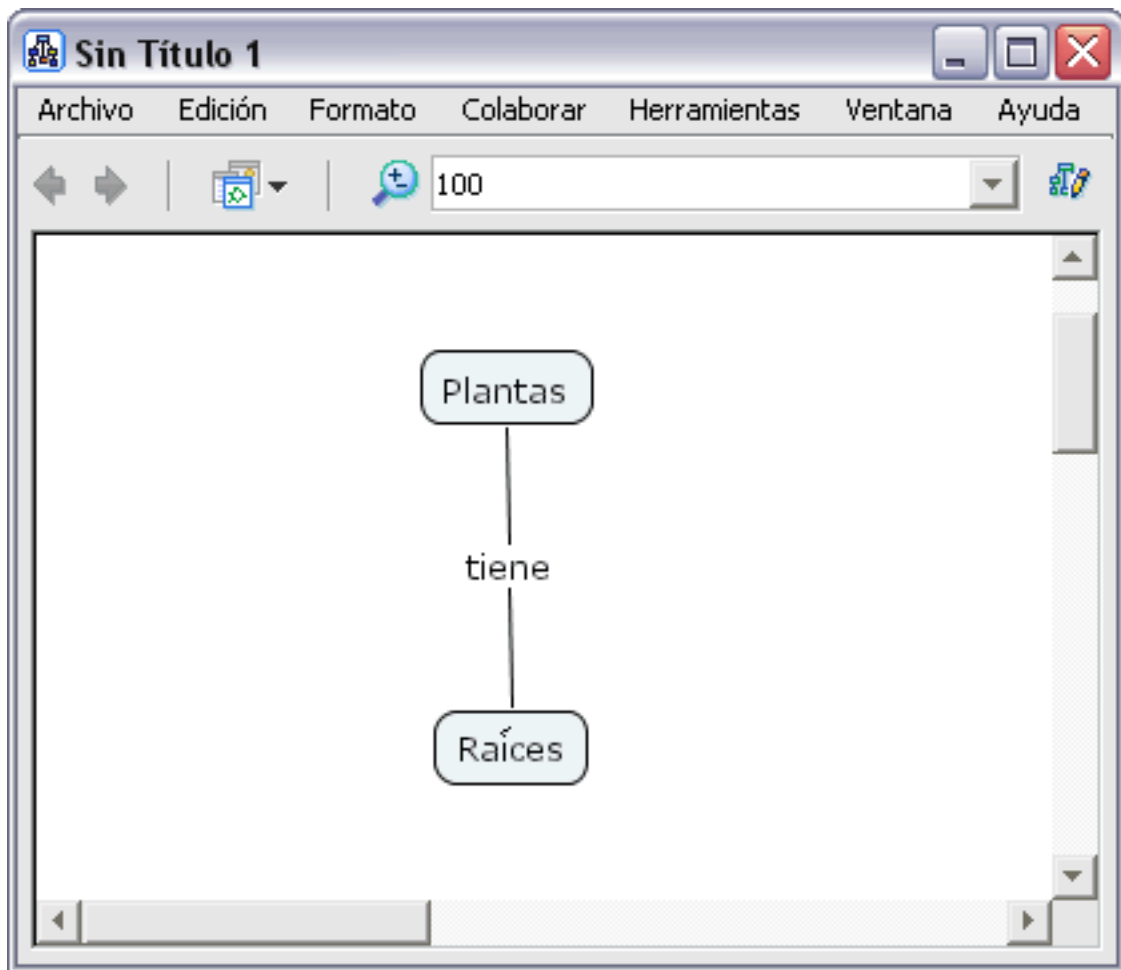 Sin Título 1
Archivo Edición Formato Colaborar Herramientas Ventana Ayuda
100
Plantas
tiene
Raíces